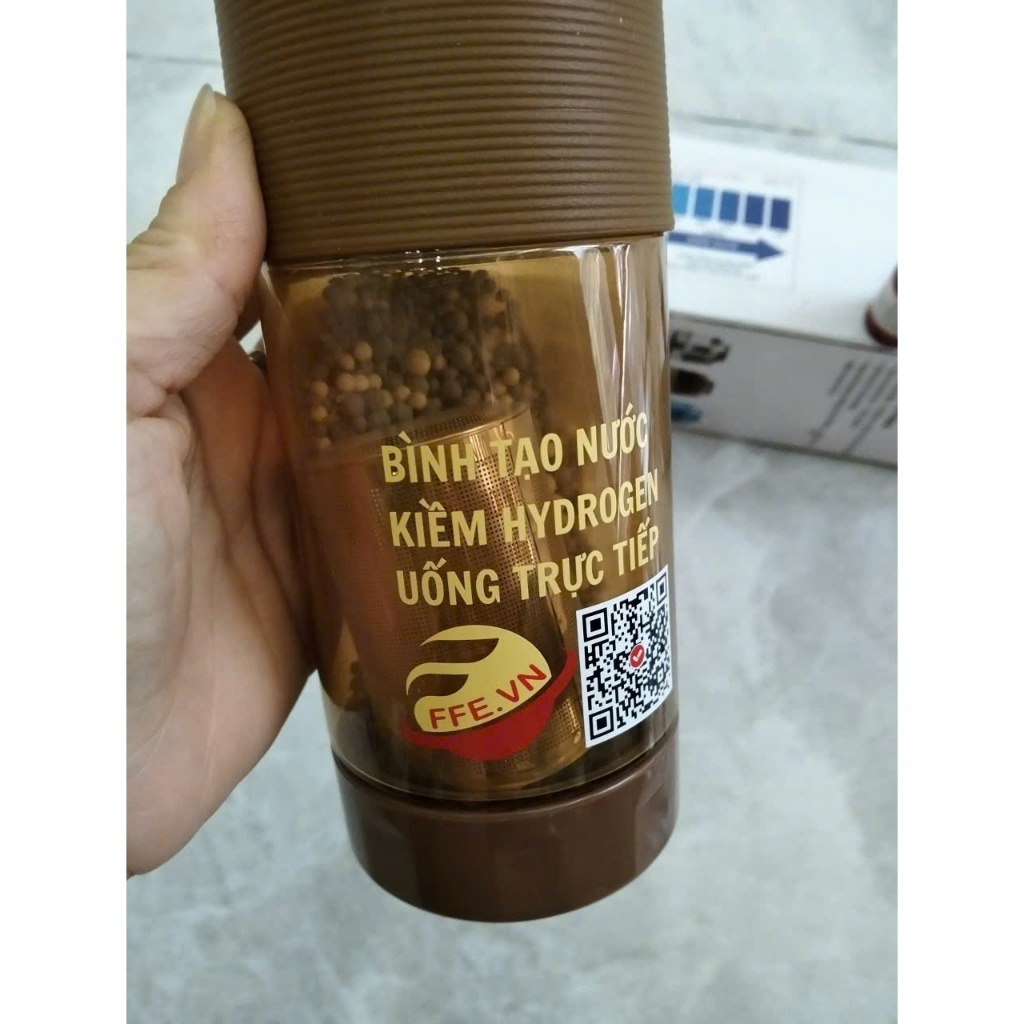 BÌNH TẠO NƯỚC
KIỀM HYDROGEN
UỐNG TRỰC TIẾP
FFE.VN